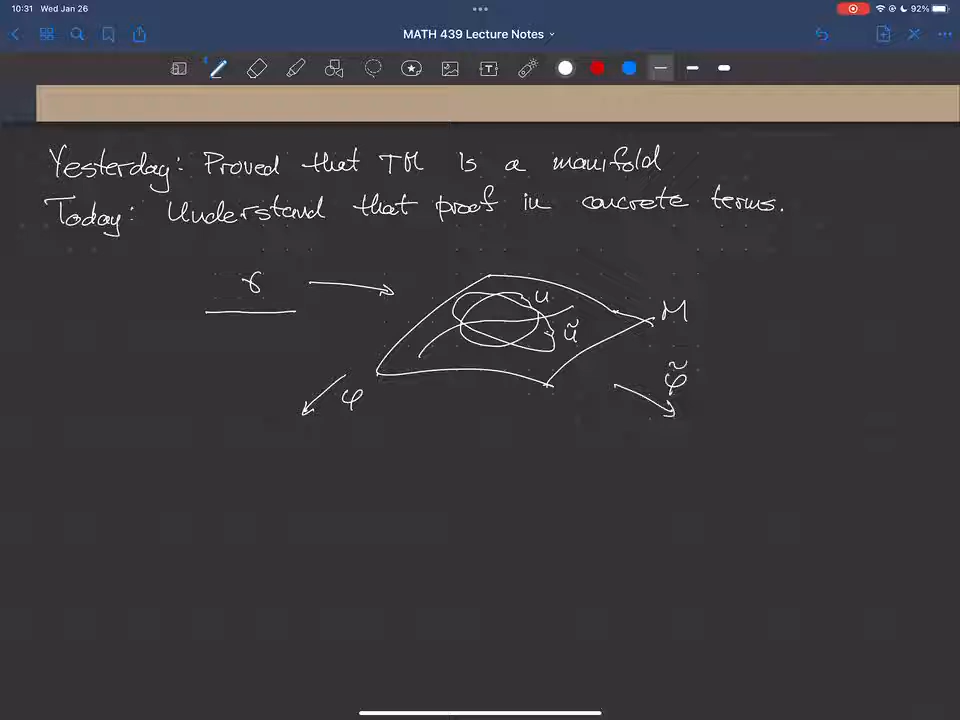 10:31 Wed Jan 26
92%
MATH 439 Lecture Notes
Yesterday: Proved that TM is a manifold
Today: Understand that proof in concrete terms.
γ
U
Ũ
M
φ
φ̃